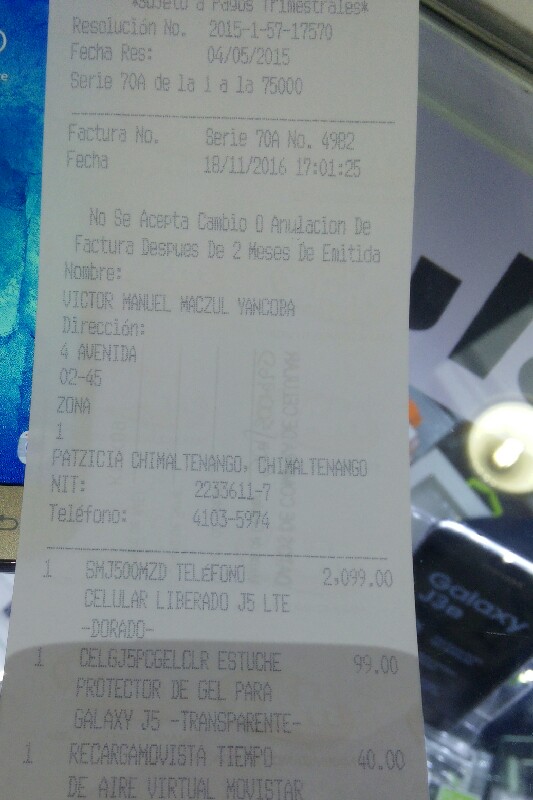 *Sujeto a Pagos Trimestrales*
Resolución No. 2015-1-57-17570
Fecha Res: 04/05/2015
Serie 70A de la 1 a la 75000
Factura No. Serie 70A No. 4982
Fecha 18/11/2016 17:01:25
No Se Acepta Cambio O Anulacion De
Factura Despues De 2 Meses De Emitida
Nombre:
VICTOR MANUEL MACZUL YANCOBA
Dirección:
4 AVENIDA
02-45
ZONA
1
PATZICIA CHIMALTENANGO, CHIMALTENANGO
NIT: 2233611-7
Teléfono: 4103-5974
1 SMJ500MZD TELéFONO 2,099.00
CELULAR LIBERADO J5 LTE
-DORADO-
1 CELGJ5PCGELCLR ESTUCHE 99.00
PROTECTOR DE GEL PARA
GALAXY J5 -TRANSPARENTE-
1 RECARGAMOVISTA TIEMPO 40.00
DE AIRE VIRTUAL MOVISTAR
Galaxy